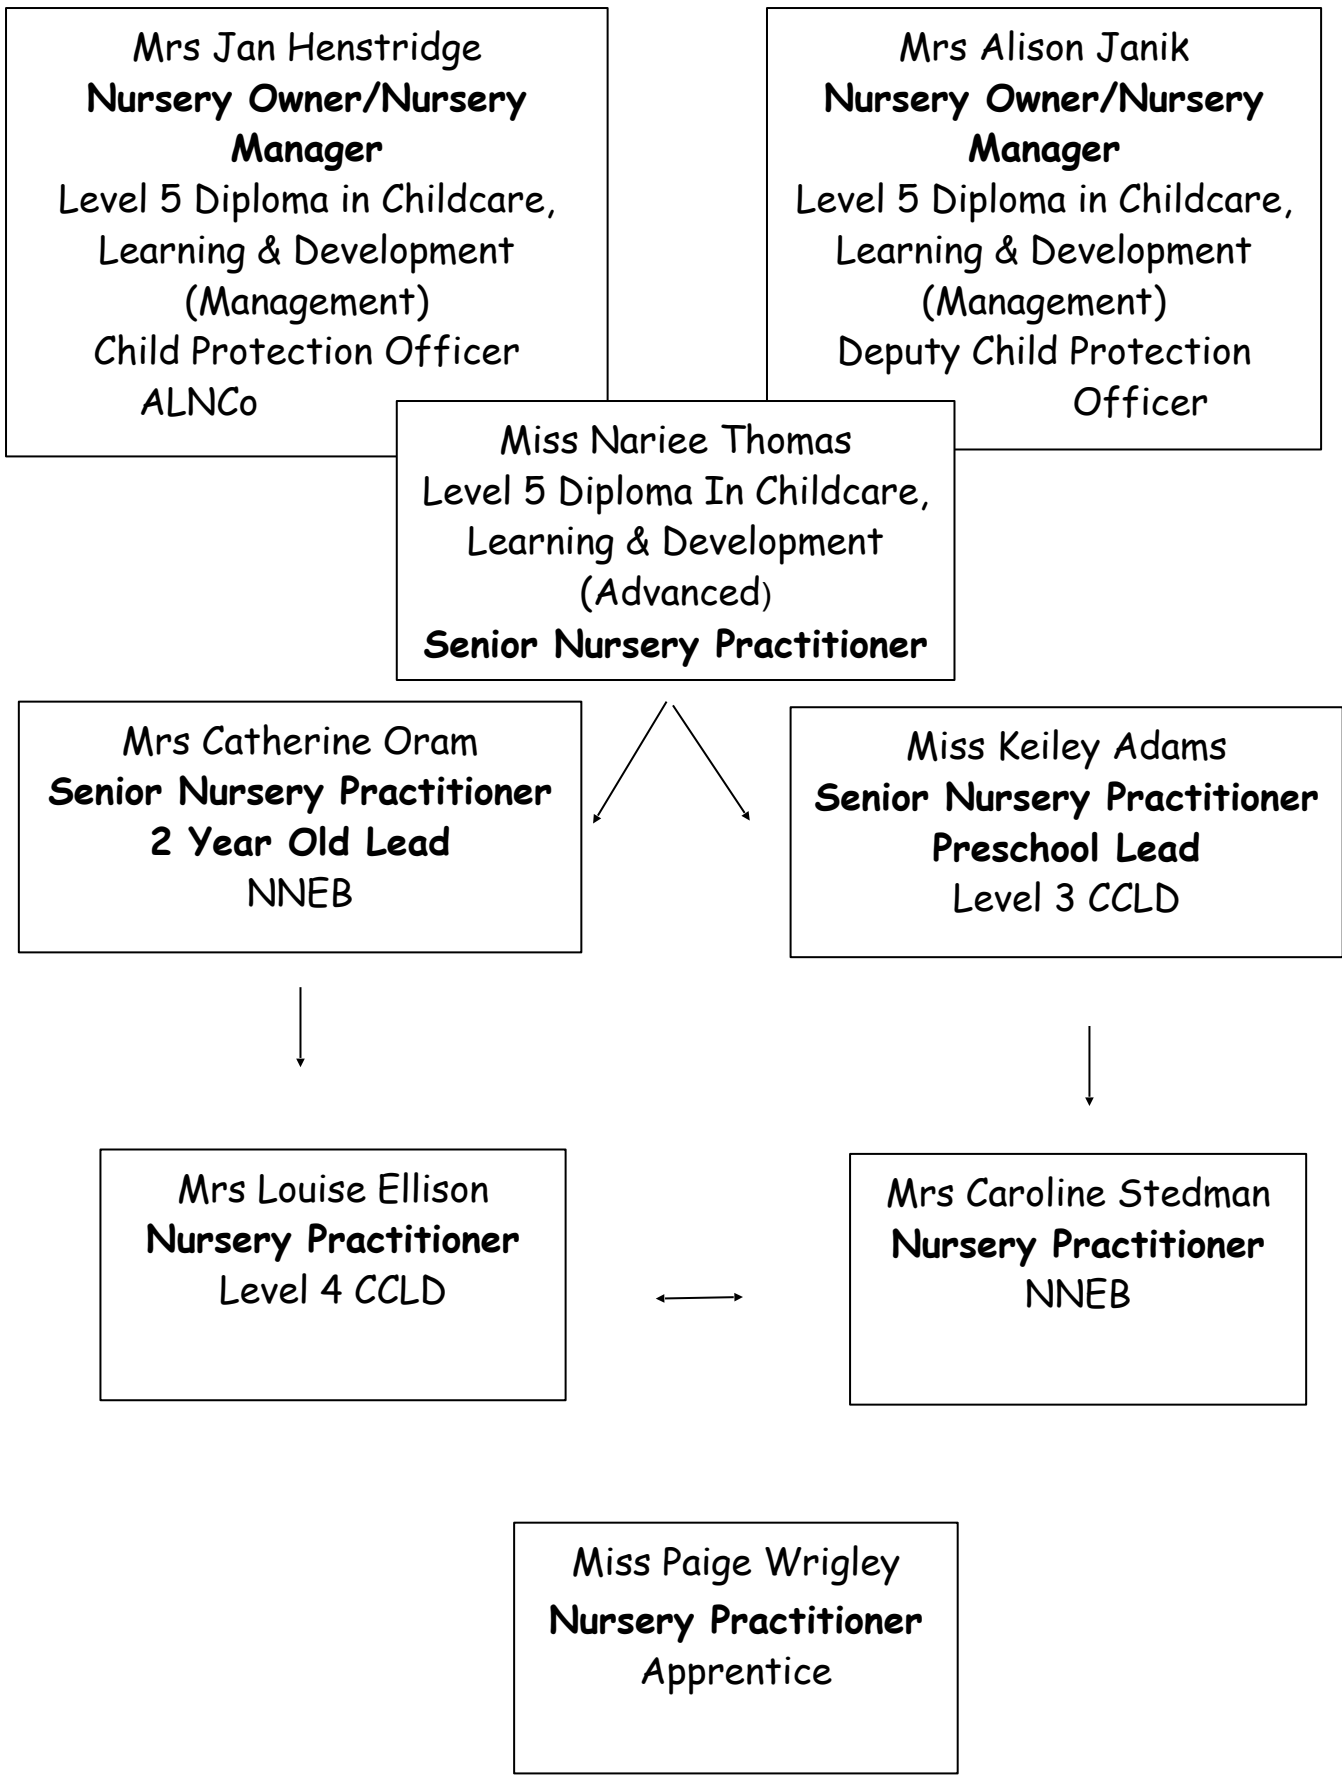 Mrs Jan Henstridge
Nursery Owner/Nursery
Manager
Level 5 Diploma in Childcare,
Learning & Development
(Management)
Child Protection Officer
ALNCo
Mrs Alison Janik
Nursery Owner/Nursery
Manager
Level 5 Diploma in Childcare,
Learning & Development
(Management)
Deputy Child Protection
Officer
Miss Nariee Thomas
Level 5 Diploma In Childcare,
Learning & Development
(Advanced)
Senior Nursery Practitioner
Mrs Catherine Oram
Senior Nursery Practitioner
2 Year Old Lead
NNEB
Miss Keiley Adams
Senior Nursery Practitioner
Preschool Lead
Level 3 CCLD
Mrs Louise Ellison
Nursery Practitioner
Level 4 CCLD
Mrs Caroline Stedman
Nursery Practitioner
NNEB
Miss Paige Wrigley
Nursery Practitioner
Apprentice